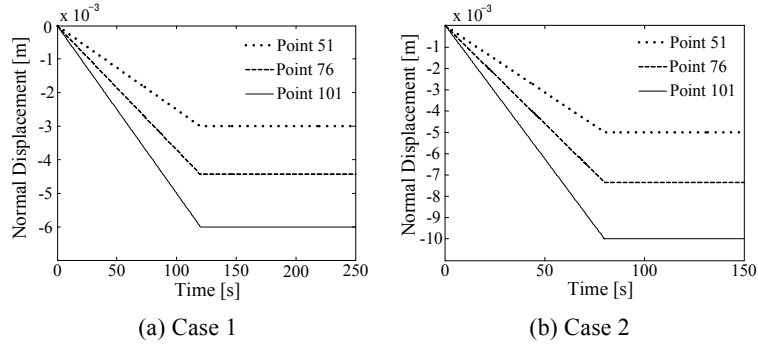 x 10⁻³
0
-1
-2
-3
-4
-5
-6
Normal Displacement [m]
0 50 100 150 200 250
Time [s]
Point 51
Point 76
Point 101
(a) Case 1
x 10⁻³
-1
-2
-3
-4
-5
-6
-7
-8
-9
-10
Normal Displacement [m]
0 50 100 150
Time [s]
Point 51
Point 76
Point 101
(b) Case 2